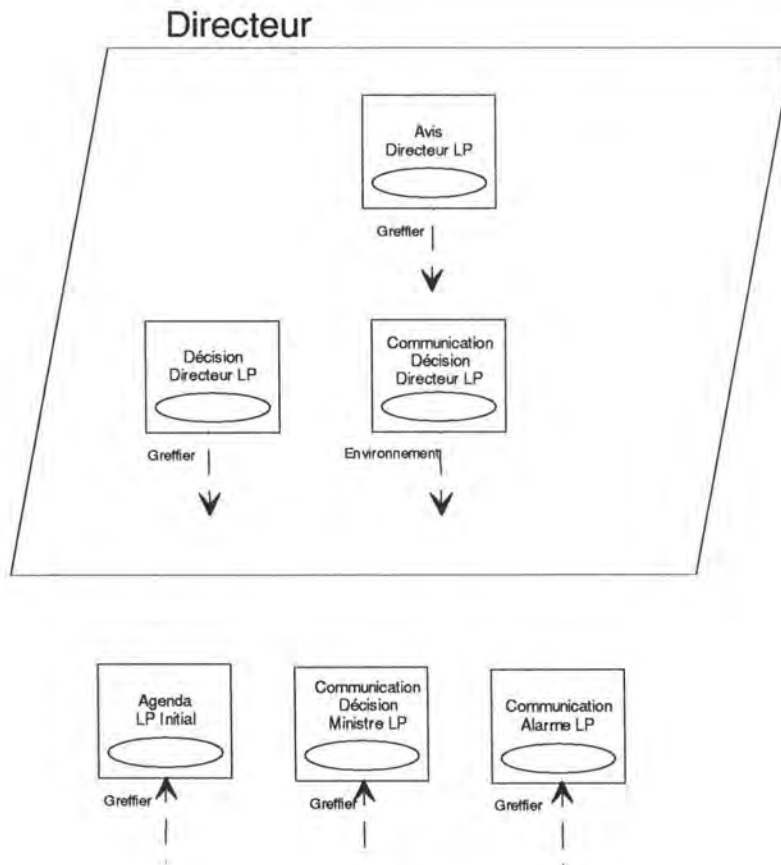 Directeur
Avis
Directeur LP
Greffier
Décision
Directeur LP
Communication
Décision
Directeur LP
Greffier
Environnement
Agenda
LP Initial
Communication
Décision
Ministre LP
Communication
Alarme LP
Greffier
Greffier
Greffier